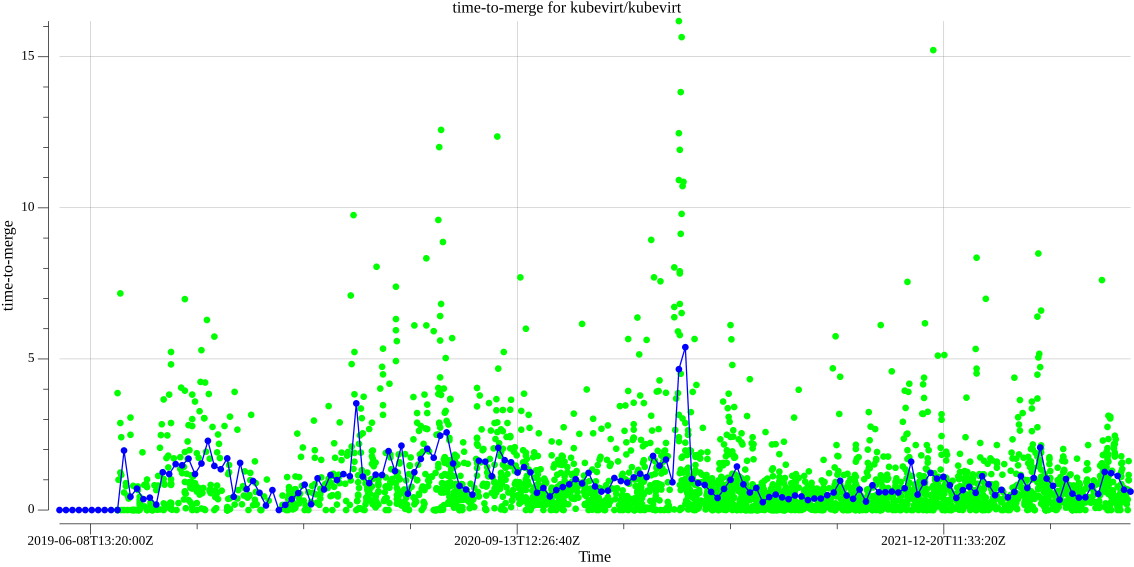 time-to-merge for kubevirt/kubevirt
15
10
5
0
time-to-merge
2019-06-08T13:20:00Z
2020-09-13T12:26:40Z
2021-12-20T11:33:20Z
Time